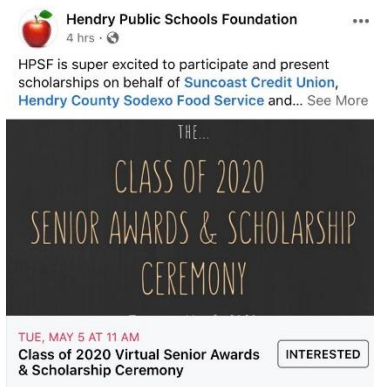 Hendry Public Schools Foundation
4 hrs ·
HPSF is super excited to participate and present
scholarships on behalf of Suncoast Credit Union,
Hendry County Sodexo Food Service and... See More
THE...
CLASS OF 2020
SENIOR AWARDS & SCHOLARSHIP
CEREMONY
TUE, MAY 5 AT 11 AM
Class of 2020 Virtual Senior Awards
& Scholarship Ceremony
INTERESTED